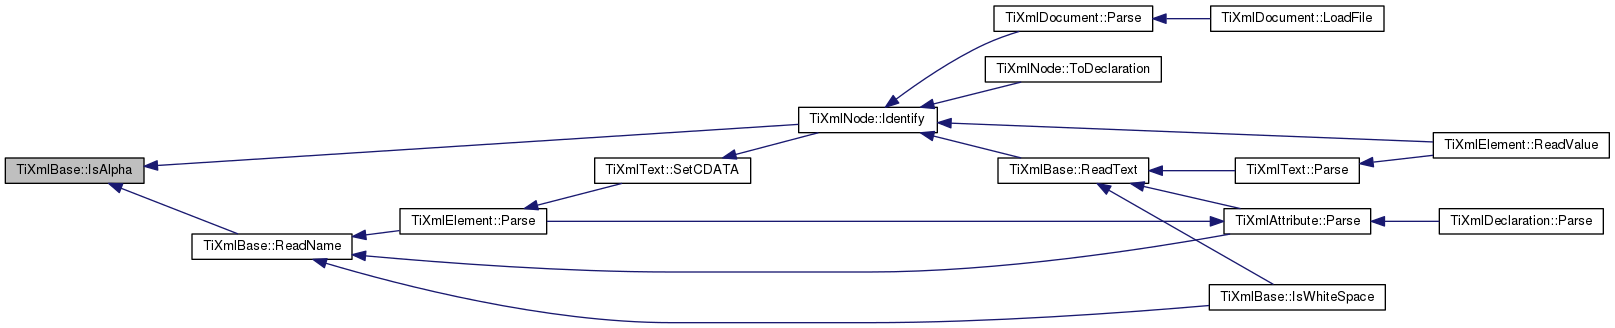 TiXmlDocument::Parse
TiXmlDocument::LoadFile
TiXmlNode::ToDeclaration
TiXmlNode::Identify
TiXmlElement::ReadValue
TiXmlBase::IsAlpha
TiXmlText::SetCDATA
TiXmlBase::ReadText
TiXmlText::Parse
TiXmlElement::Parse
TiXmlAttribute::Parse
TiXmlDeclaration::Parse
TiXmlBase::ReadName
TiXmlBase::IsWhiteSpace